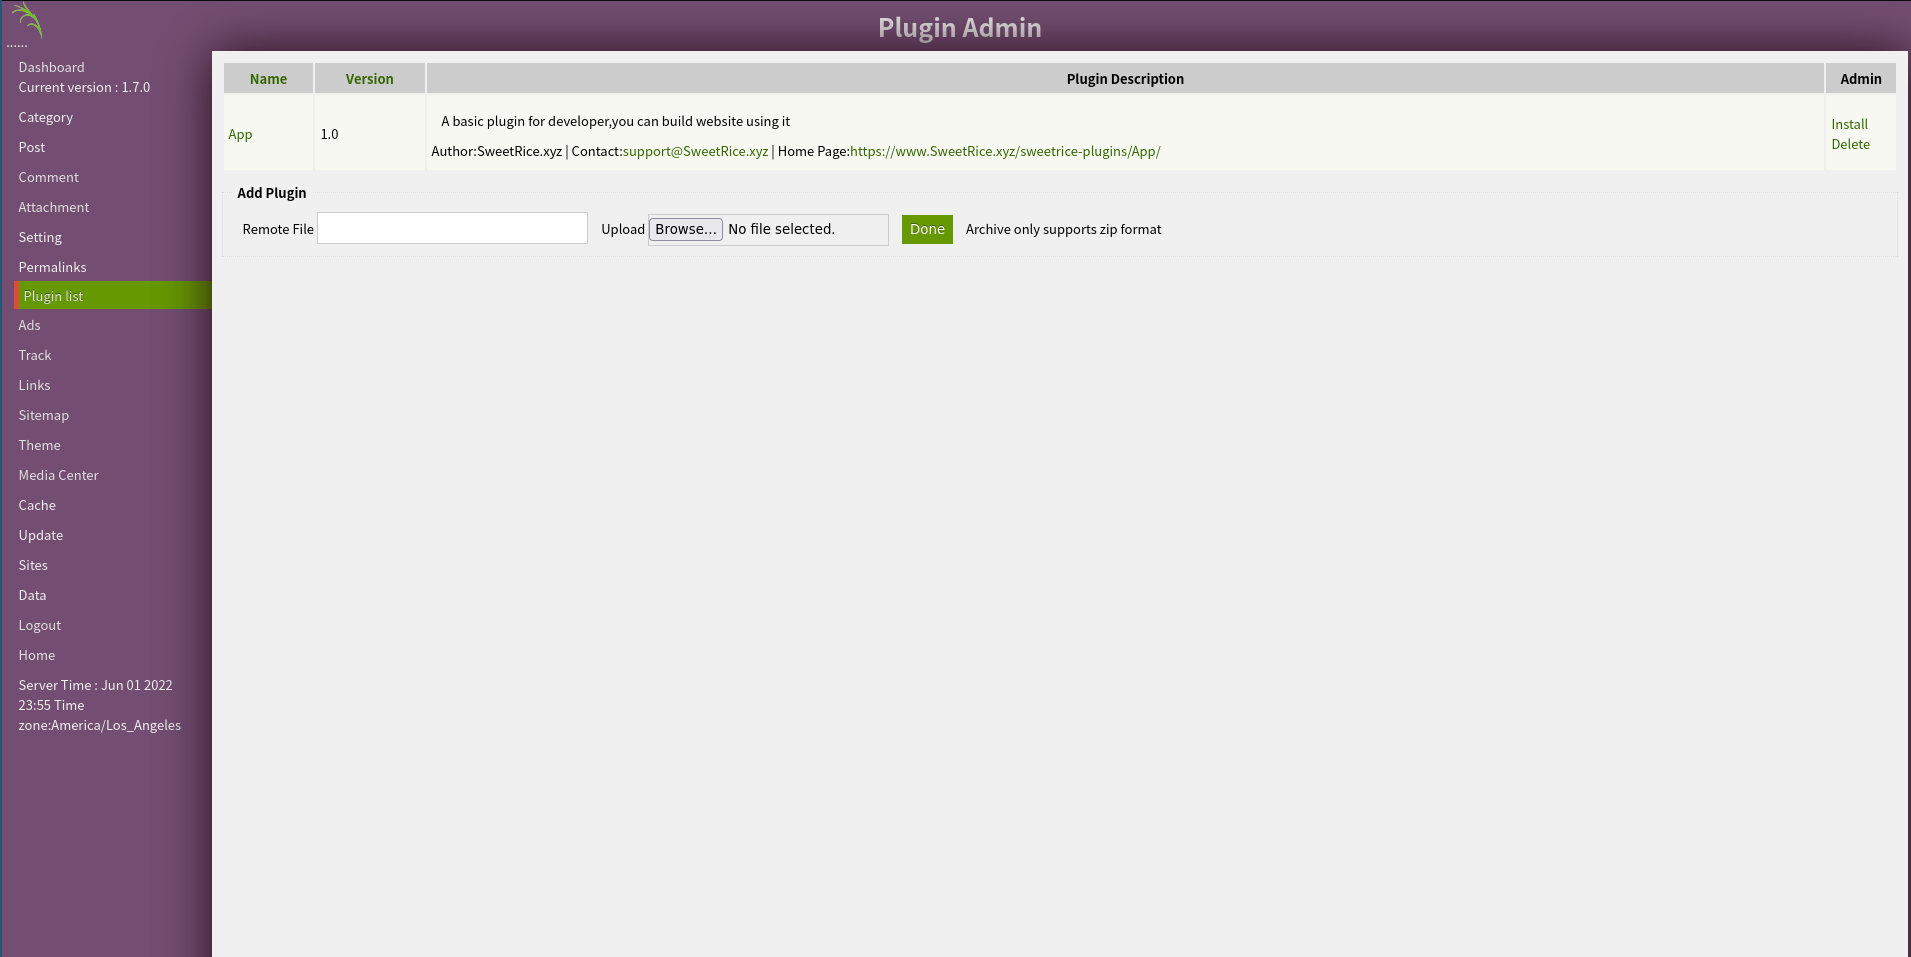 Plugin Admin
......
Dashboard
Current version : 1.7.0
Category
Post
Comment
Attachment
Setting
Permalinks
Plugin list
Ads
Track
Links
Sitemap
Theme
Media Center
Cache
Update
Sites
Data
Logout
Home
Server Time : Jun 01 2022
23:55 Time
zone:America/Los_Angeles
Name Version Plugin Description Admin
App 1.0
A basic plugin for developer,you can build website using it
Author:SweetRice.xyz | Contact:support@SweetRice.xyz | Home Page:https://www.SweetRice.xyz/sweetrice-plugins/App/
Install
Delete
Add Plugin
Remote File Upload Browse... No file selected. Done Archive only supports zip format